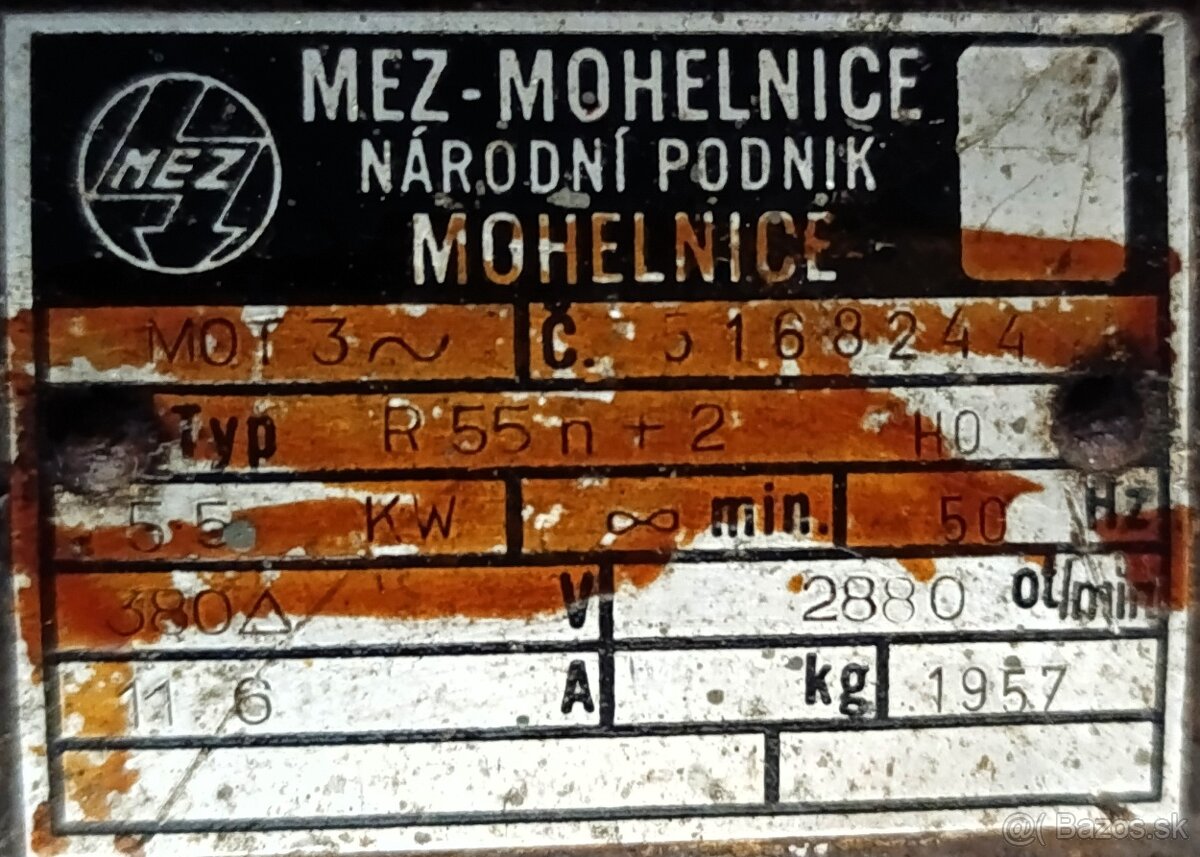 MEZ-MOHELNICE
MEZ
NÁRODNÍ PODNIK
MOHELNICE
MOT 3~ Č. 5168244
Typ R 55 n + 2 HO
5 5 KW ∞ min. 50 Hz
380 △ V 2880 ot/min
11 6 A kg 1957
@( Bazos.sk